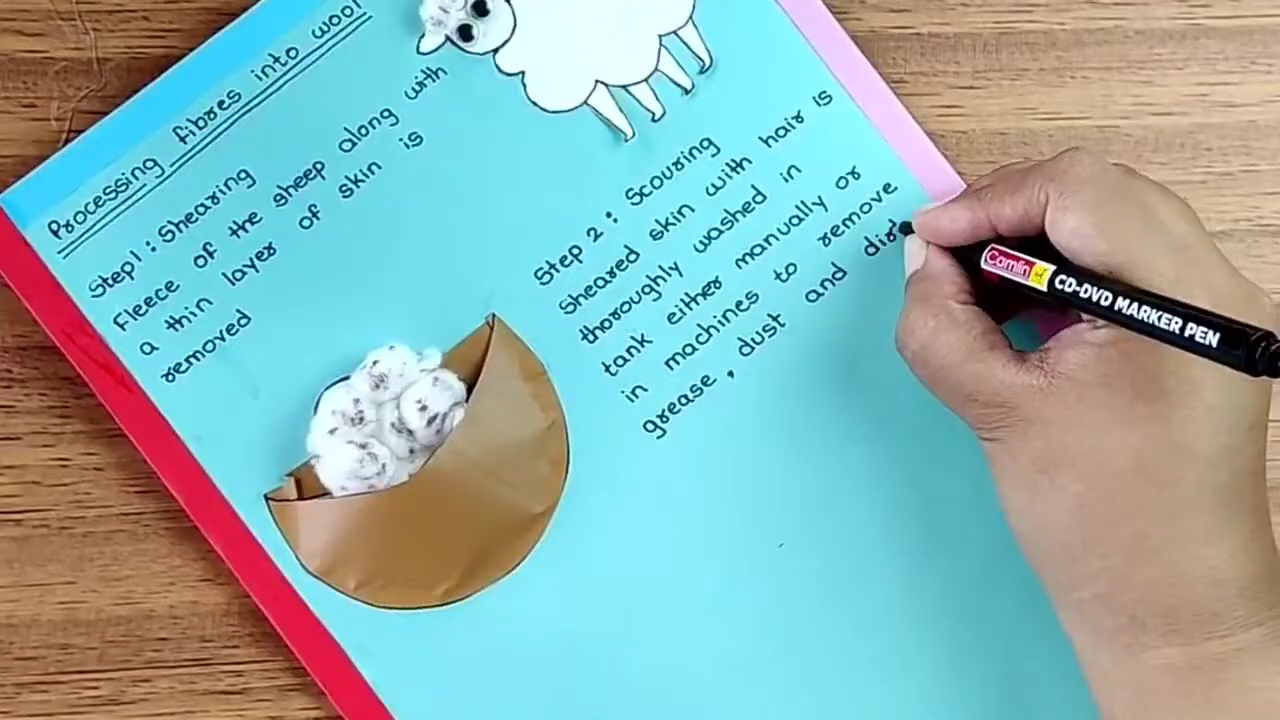 Processing fibres into wool
Step 1 : Shearing
Fleece of the sheep along with
a thin layer of skin is
removed
Step 2 : Scouring
Sheared skin with hair is
thoroughly washed in
tank either manually or
in machines to remove
grease , dust and dirt
Camlin
CD-DVD MARKER PEN